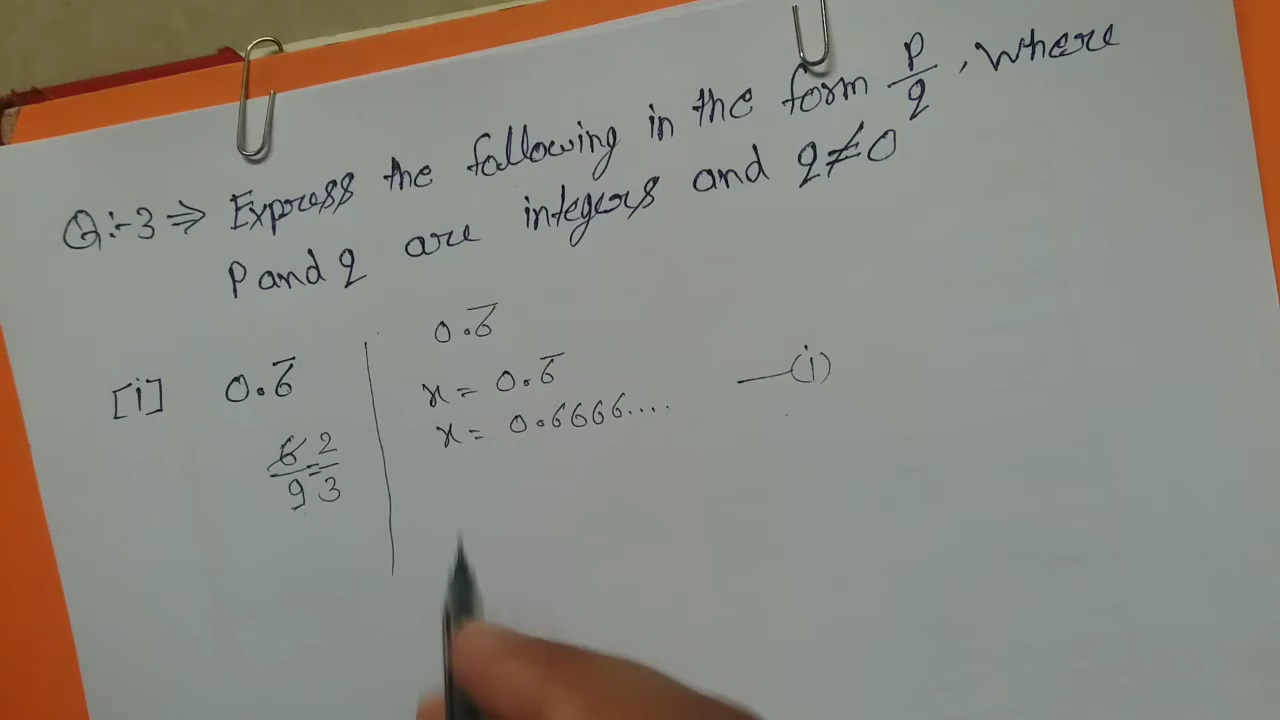 Q:-3 ⇒ Express the following in the form p/q, where
P and q are integers and q≠0
[i] 0.6̅
6/9 = 2/3
0.6̅
x = 0.6̅
x = 0.6666.... —(i)